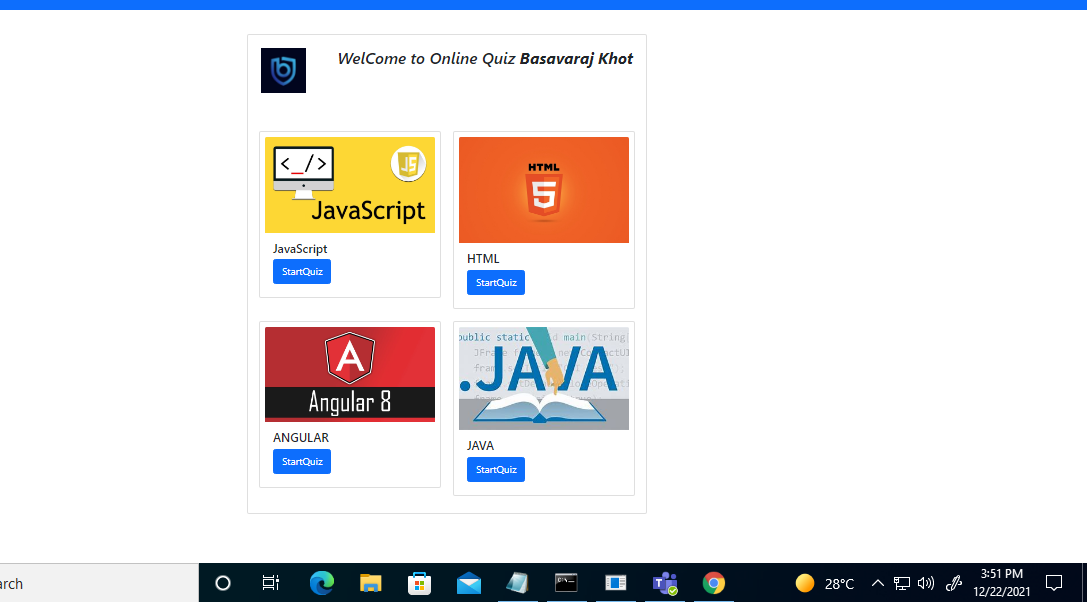 WelCome to Online Quiz Basavaraj Khot
<_/>
JS
JavaScript
JavaScript
StartQuiz
HTML
5
HTML
StartQuiz
A
Angular 8
ANGULAR
StartQuiz
public static
main(String
.JAVA
JAVA
StartQuiz
arch
28°C
3:51 PM
12/22/2021